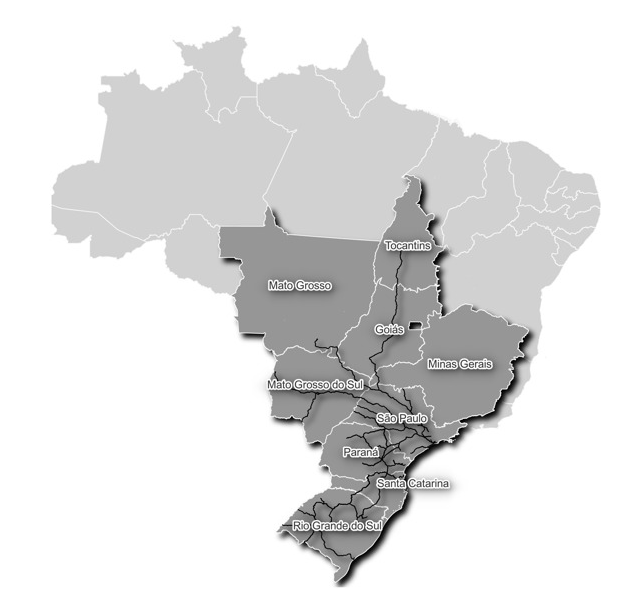 Tocantins
Mato Grosso
Goiás
Minas Gerais
Mato Grosso do Sul
São Paulo
Paraná
Santa Catarina
Rio Grande do Sul